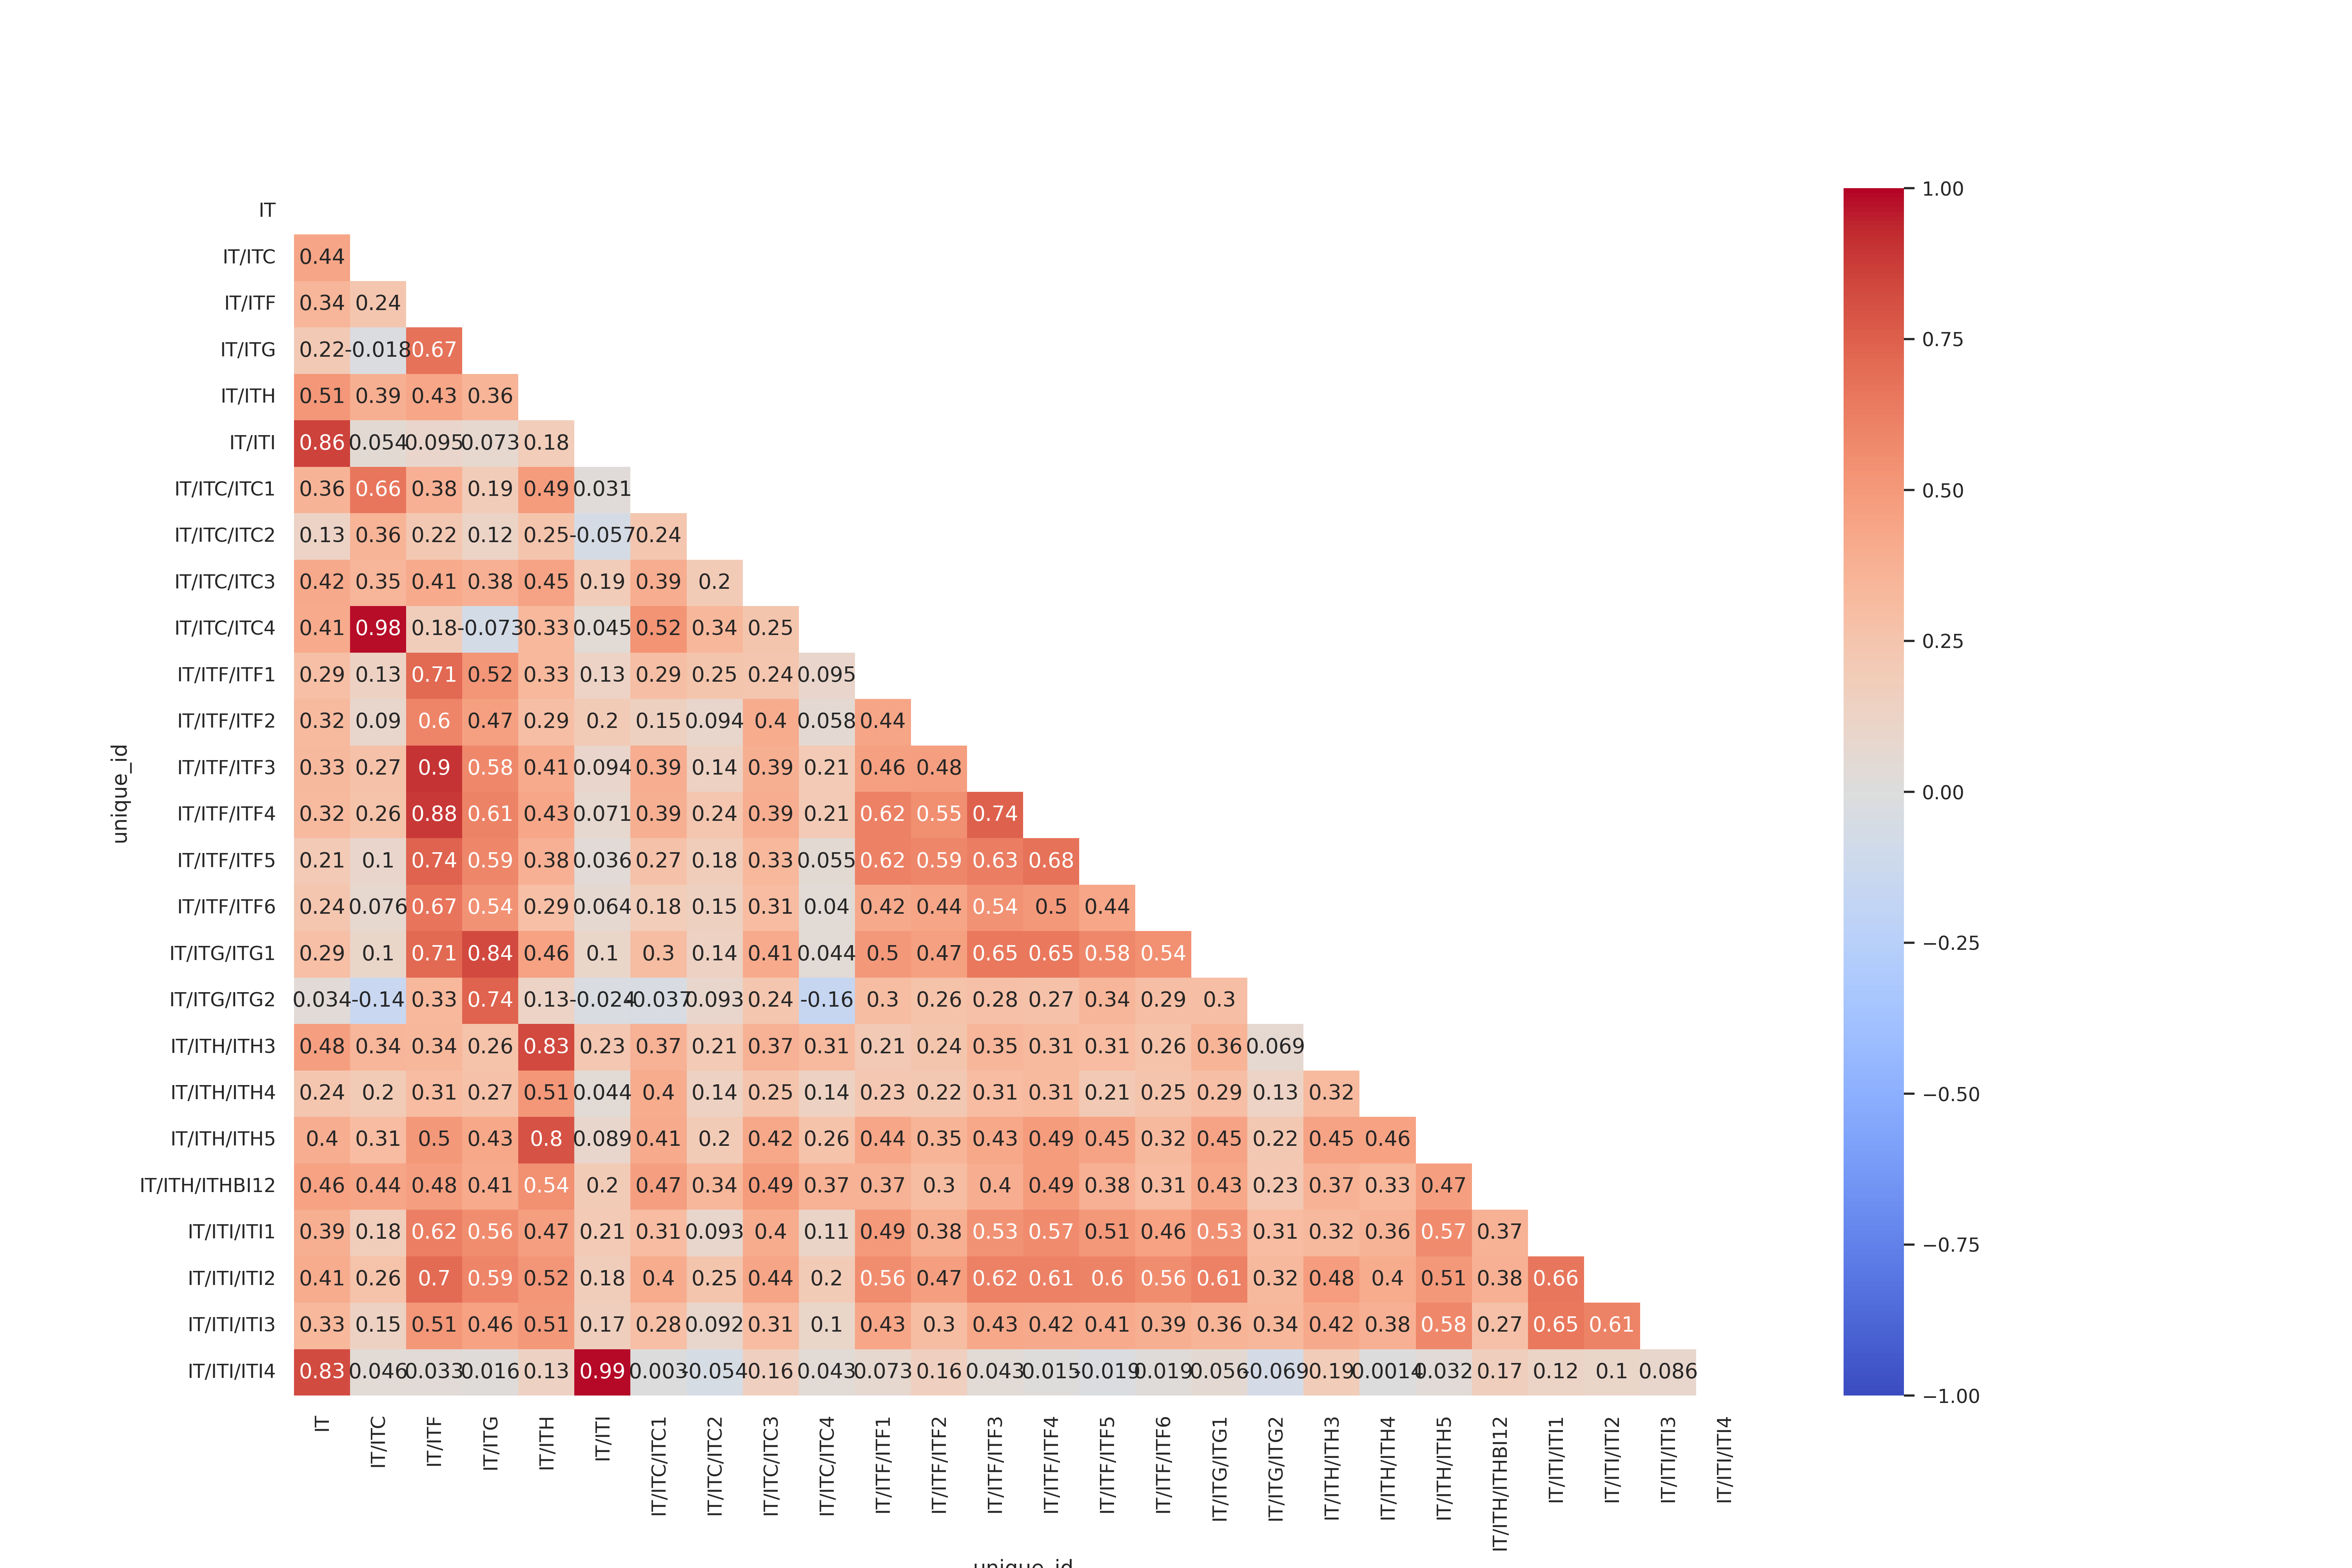 1.00
IT
IT/ITC 0.44
IT/ITF 0.34 0.24
0.75
IT/ITG 0.22 -0.018 0.67
IT/ITH 0.51 0.39 0.43 0.36
IT/ITI 0.86 0.054 0.095 0.073 0.18
0.50
IT/ITC/ITC1 0.36 0.66 0.38 0.19 0.49 0.031
IT/ITC/ITC2 0.13 0.36 0.22 0.12 0.25 -0.057 0.24
IT/ITC/ITC3 0.42 0.35 0.41 0.38 0.45 0.19 0.39 0.2
IT/ITC/ITC4 0.41 0.98 0.18 -0.073 0.33 0.045 0.52 0.34 0.25
0.25
IT/ITF/ITF1 0.29 0.13 0.71 0.52 0.33 0.13 0.29 0.25 0.24 0.095
IT/ITF/ITF2 0.32 0.09 0.6 0.47 0.29 0.2 0.15 0.094 0.4 0.058 0.44
IT/ITF/ITF3 0.33 0.27 0.9 0.58 0.41 0.094 0.39 0.14 0.39 0.21 0.46 0.48
0.00
unique_id
IT/ITF/ITF4 0.32 0.26 0.88 0.61 0.43 0.071 0.39 0.24 0.39 0.21 0.62 0.55 0.74
IT/ITF/ITF5 0.21 0.1 0.74 0.59 0.38 0.036 0.27 0.18 0.33 0.055 0.62 0.59 0.63 0.68
IT/ITF/ITF6 0.24 0.076 0.67 0.54 0.29 0.064 0.18 0.15 0.31 0.04 0.42 0.44 0.54 0.5 0.44
−0.25
IT/ITG/ITG1 0.29 0.1 0.71 0.84 0.46 0.1 0.3 0.14 0.41 0.044 0.5 0.47 0.65 0.65 0.58 0.54
IT/ITG/ITG2 0.034 -0.14 0.33 0.74 0.13 -0.024 -0.037 0.093 0.24 -0.16 0.3 0.26 0.28 0.27 0.34 0.29 0.3
IT/ITH/ITH3 0.48 0.34 0.34 0.26 0.83 0.23 0.37 0.21 0.37 0.31 0.21 0.24 0.35 0.31 0.31 0.26 0.36 0.069
IT/ITH/ITH4 0.24 0.2 0.31 0.27 0.51 0.044 0.4 0.14 0.25 0.14 0.23 0.22 0.31 0.31 0.21 0.25 0.29 0.13 0.32
−0.50
IT/ITH/ITH5 0.4 0.31 0.5 0.43 0.8 0.089 0.41 0.2 0.42 0.26 0.44 0.35 0.43 0.49 0.45 0.32 0.45 0.22 0.45 0.46
IT/ITH/ITHBI12 0.46 0.44 0.48 0.41 0.54 0.2 0.47 0.34 0.49 0.37 0.37 0.3 0.4 0.49 0.38 0.31 0.43 0.23 0.37 0.33 0.47
IT/ITI/ITI1 0.39 0.18 0.62 0.56 0.47 0.21 0.31 0.093 0.4 0.11 0.49 0.38 0.53 0.57 0.51 0.46 0.53 0.31 0.32 0.36 0.57 0.37
−0.75
IT/ITI/ITI2 0.41 0.26 0.7 0.59 0.52 0.18 0.4 0.25 0.44 0.2 0.56 0.47 0.62 0.61 0.6 0.56 0.61 0.32 0.48 0.4 0.51 0.38 0.66
IT/ITI/ITI3 0.33 0.15 0.51 0.46 0.51 0.17 0.28 0.092 0.31 0.1 0.43 0.3 0.43 0.42 0.41 0.39 0.36 0.34 0.42 0.38 0.58 0.27 0.65 0.61
IT/ITI/ITI4 0.83 0.046 0.033 0.016 0.13 0.99 -0.054 0.16 0.043 0.073 0.16 0.043 0.015 -0.019 0.019 0.056 -0.069 0.19 0.0014 0.17 0.12 0.1 0.086
−1.00
IT IT/ITC IT/ITF IT/ITG IT/ITH IT/ITI IT/ITC/ITC1 IT/ITC/ITC2 IT/ITC/ITC3 IT/ITC/ITC4 IT/ITF/ITF1 IT/ITF/ITF2 IT/ITF/ITF3 IT/ITF/ITF4 IT/ITF/ITF5 IT/ITF/ITF6 IT/ITG/ITG1 IT/ITG/ITG2 IT/ITH/ITH3 IT/ITH/ITH4 IT/ITH/ITH5 IT/ITH/ITHBI12 IT/ITI/ITI1 IT/ITI/ITI2 IT/ITI/ITI3 IT/ITI/ITI4
unique_id